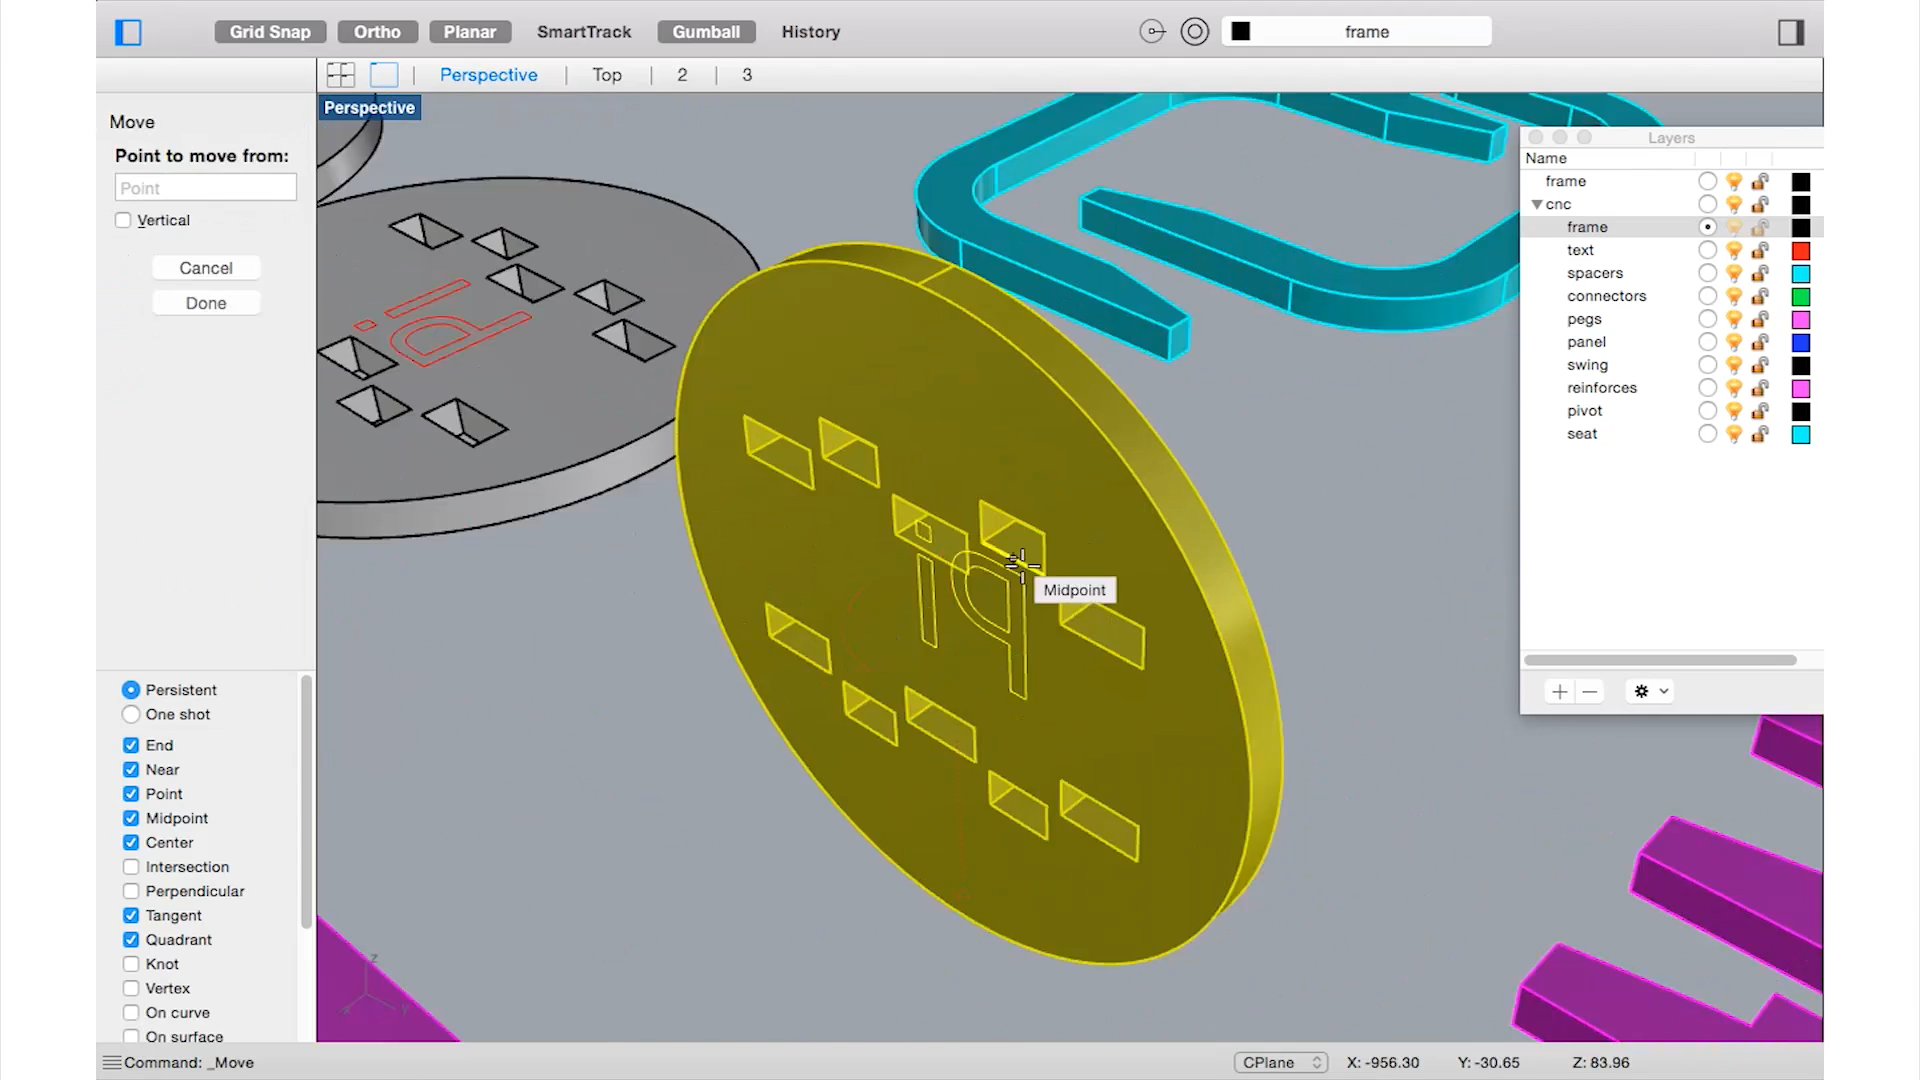 Grid Snap Ortho Planar SmartTrack Gumball History frame
Perspective Top 2 3
Perspective
Move
Point to move from:
Point
Vertical
Cancel
Done
Persistent
One shot
End
Near
Point
Midpoint
Center
Intersection
Perpendicular
Tangent
Quadrant
Knot
Vertex
On curve
On surface
id
id
Midpoint
Layers
Name
frame
cnc
frame
text
spacers
connectors
pegs
panel
swing
reinforces
pivot
seat
z
x
y
Command: _Move
CPlane X: -956.30 Y: -30.65 Z: 83.96